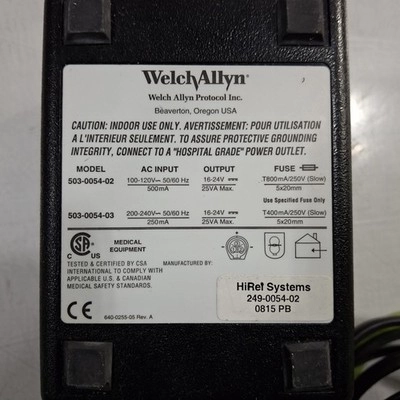 WelchAllyn®
Welch Allyn Protocol Inc.
Beaverton, Oregon USA
CAUTION: INDOOR USE ONLY. AVERTISSEMENT: POUR UTILISATION
A L'INTERIEUR SEULEMENT. TO ASSURE PROTECTIVE GROUNDING
INTEGRITY, CONNECT TO A "HOSPITAL GRADE" POWER OUTLET.
MODEL AC INPUT OUTPUT FUSE
503-0054-02 100-120V~ 50/60 Hz 16-24V T800mA/250V (Slow)
500mA 25VA Max. 5x20mm
Use Specified Fuse Only
503-0054-03 200-240V~ 50/60 Hz 16-24V T400mA/250V (Slow)
250mA 25VA Max. 5x20mm
CSA ®
C US
MEDICAL
EQUIPMENT
TESTED & CERTIFIED BY CSA
INTERNATIONAL TO COMPLY WITH
APPLICABLE U.S. & CANADIAN
MEDICAL SAFETY STANDARDS.
MANUFACTURED BY:
HiRel Systems
249-0054-02
0815 PB
CE
640-0255-05 Rev. A